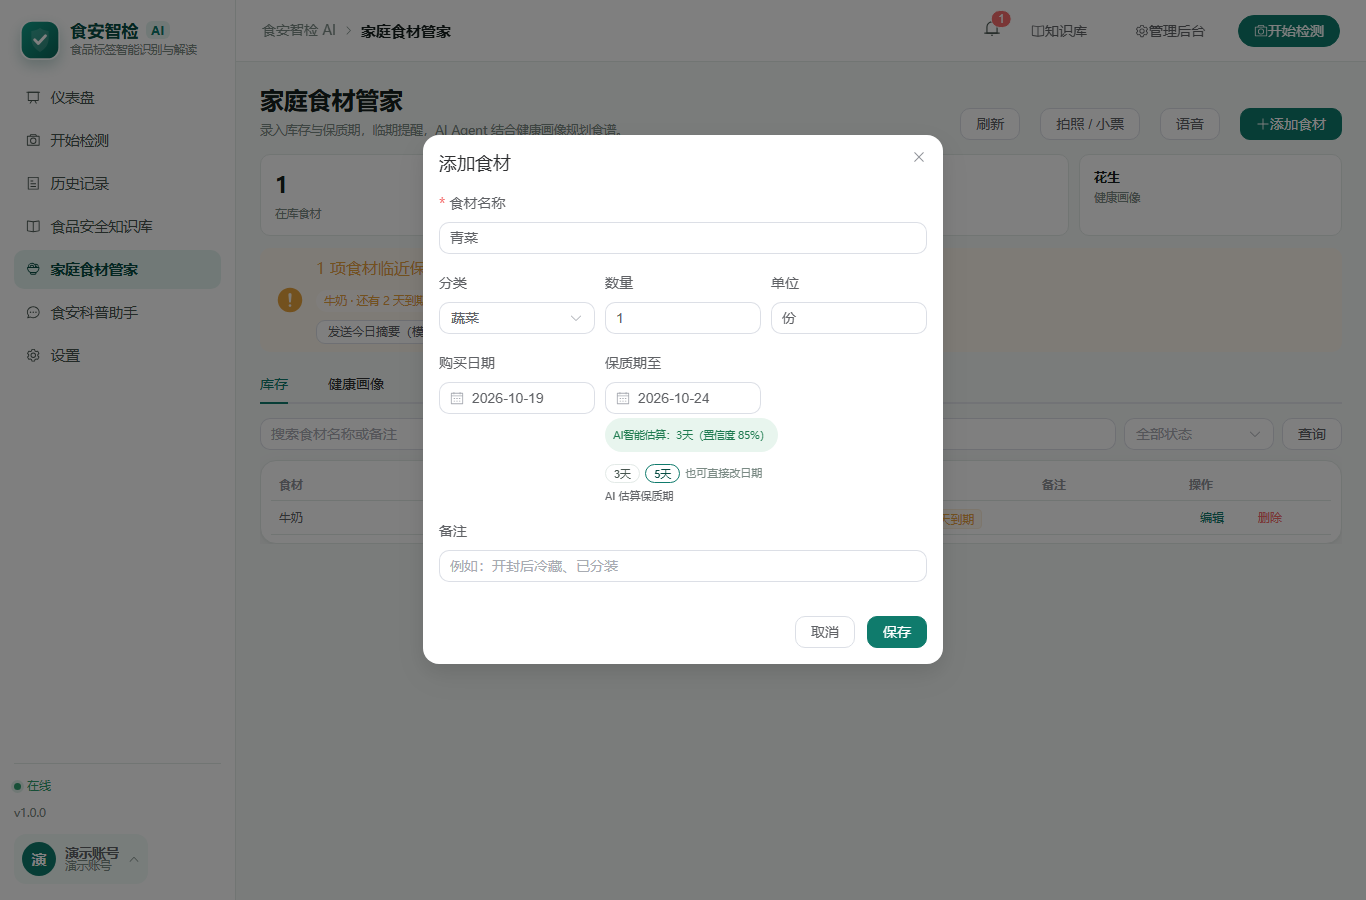 食安智检 AI
食品标签智能识别与解读
仪表盘
开始检测
历史记录
食品安全知识库
家庭食材管家
食安科普助手
设置
在线
v1.0.0
演 演示账号
演示账号
食安智检 AI > 家庭食材管家
1
知识库
管理后台
开始检测
家庭食材管家
录入库存与保质期，临期提醒，AI Agent 结合健康画像规划食谱。
刷新
拍照 / 小票
语音
+添加食材
1
在库食材
花生
健康画像
1 项食材临近保
牛奶 · 还有 2 天到期
发送今日摘要（模
库存
健康画像
搜索食材名称或备注
全部状态
查询
食材
备注
操作
牛奶
天到期
编辑
删除
添加食材
* 食材名称
青菜
分类
数量
单位
蔬菜
1
份
购买日期
保质期至
2026-10-19
2026-10-24
AI智能估算：3天（置信度 85%）
3天
5天
也可直接改日期
AI 估算保质期
备注
例如：开封后冷藏、已分装
取消
保存